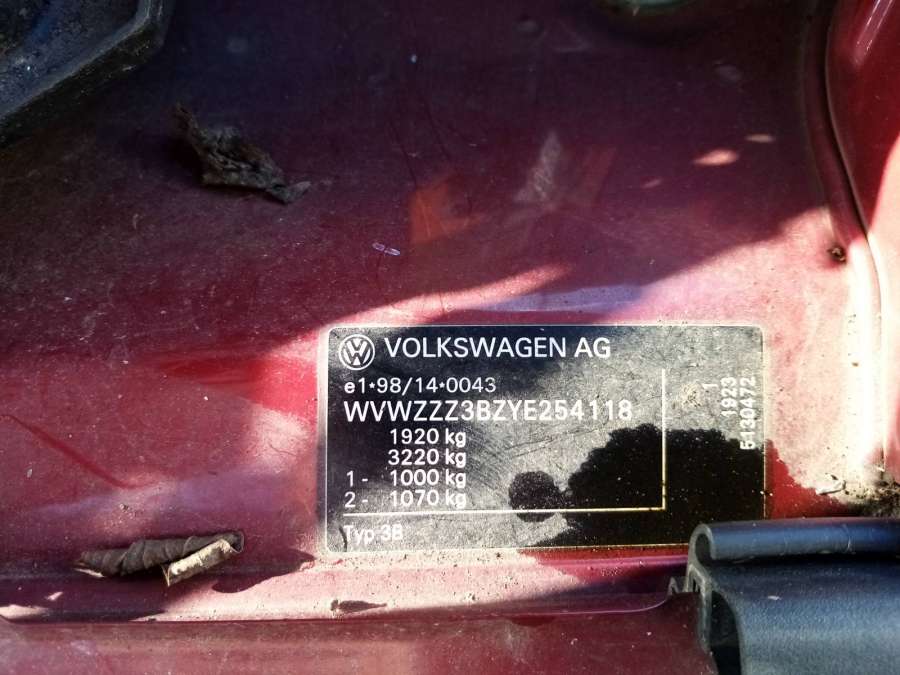 VOLKSWAGEN AG
e1*98/14*0043
WVWZZZ3BZYE254118
1920 kg
3220 kg
1 - 1000 kg
2 - 1070 kg
Typ 3B
1
1923
5130472